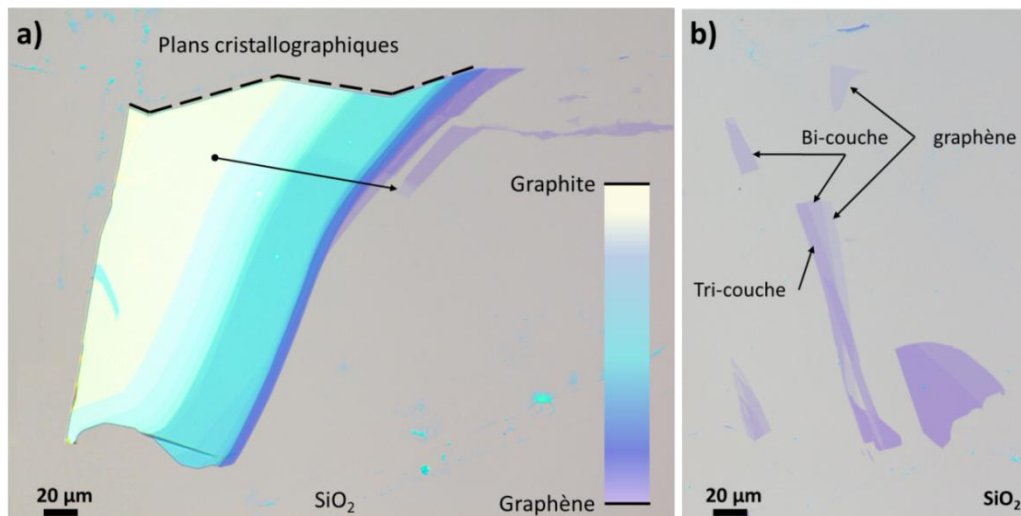 a)
Plans cristallographiques
Graphite
Graphène
20 µm
SiO₂
b)
Bi-couche
graphène
Tri-couche
20 µm
SiO₂